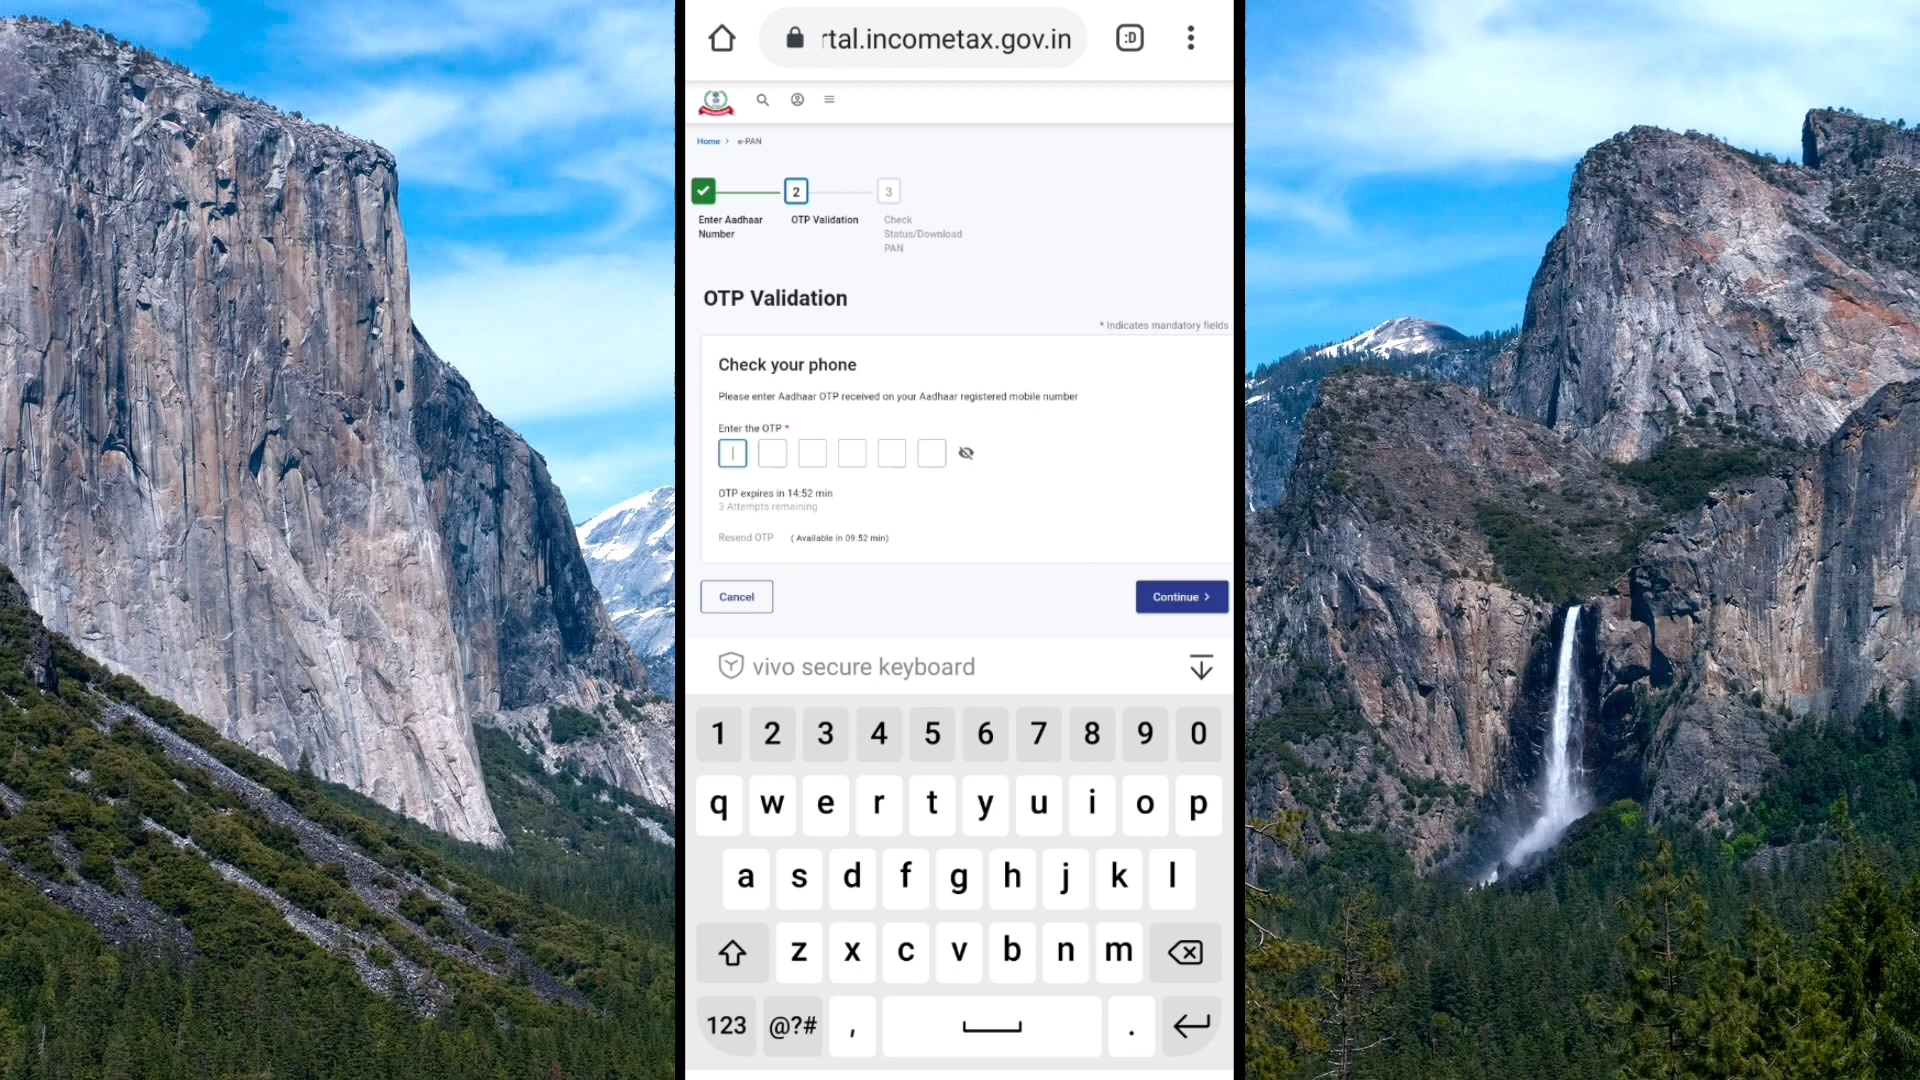 rtal.incometax.gov.in
:D
Home > e-PAN
2
3
Enter Aadhaar
Number
OTP Validation
Check
Status/Download
PAN
OTP Validation
* Indicates mandatory fields
Check your phone
Please enter Aadhaar OTP received on your Aadhaar registered mobile number
Enter the OTP *
OTP expires in 14:52 min
3 Attempts remaining
Resend OTP ( Available in 09:52 min)
Cancel
Continue >
vivo secure keyboard
1 2 3 4 5 6 7 8 9 0
q w e r t y u i o p
a s d f g h j k l
z x c v b n m
123 @?# , .